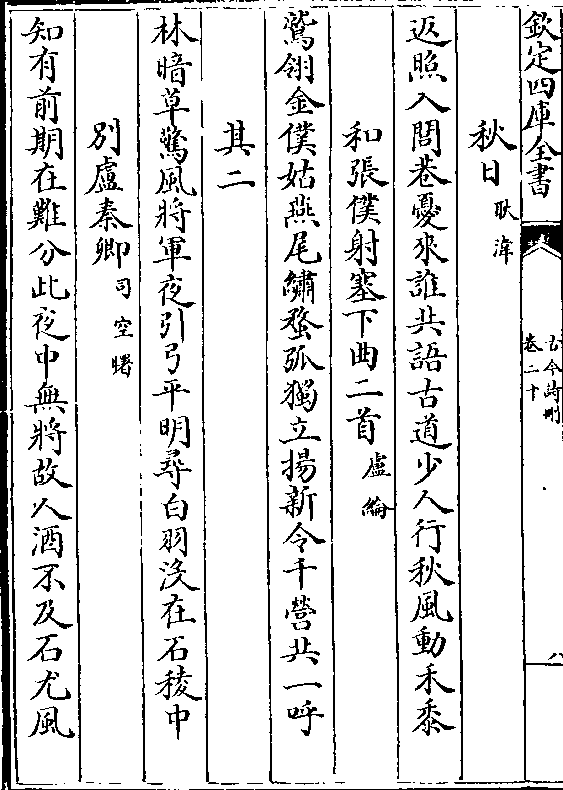 欽定四庫全書
古今詩刪
卷二十
八
秋日 耿湋
返照入閭巷憂來誰共語古道少人行秋風動禾黍
和張僕射塞下曲二首 盧綸
鷲翎金僕姑燕尾繡蝥弧獨立揚新令千營共一呼
其二
林暗草驚風將軍夜引弓平明尋白羽沒在石稜中
別盧秦卿 司空曙
知有前期在難分此夜中無將故人酒不及石尤風